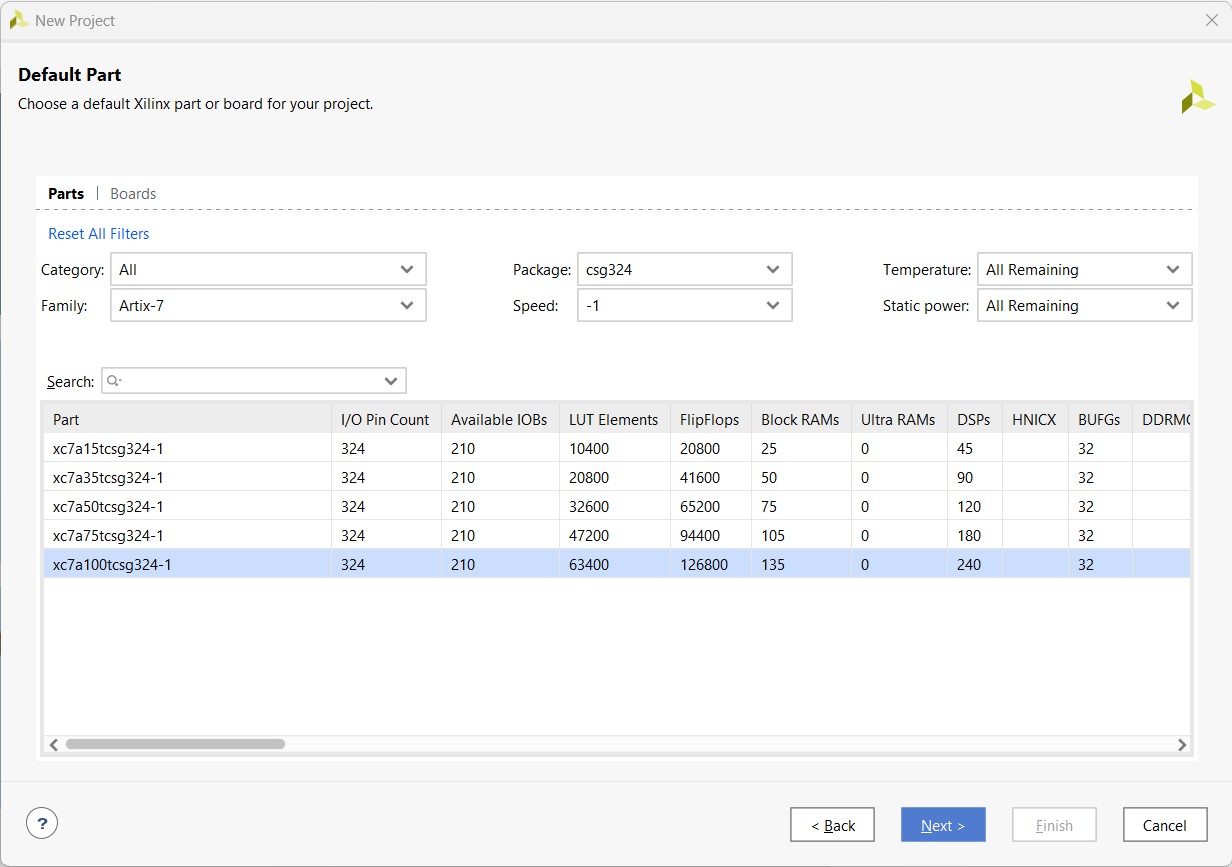 New Project
Default Part
Choose a default Xilinx part or board for your project.
Parts | Boards
Reset All Filters
Category: All Package: csg324 Temperature: All Remaining
Family: Artix-7 Speed: -1 Static power: All Remaining
Search:
Part I/O Pin Count Available IOBs LUT Elements FlipFlops Block RAMs Ultra RAMs DSPs HNICX BUFGs
xc7a15tcsg324-1 324 210 10400 20800 25 0 45 32
xc7a35tcsg324-1 324 210 20800 41600 50 0 90 32
xc7a50tcsg324-1 324 210 32600 65200 75 0 120 32
xc7a75tcsg324-1 324 210 47200 94400 105 0 180 32
xc7a100tcsg324-1 324 210 63400 126800 135 0 240 32
? < Back Next > Finish Cancel